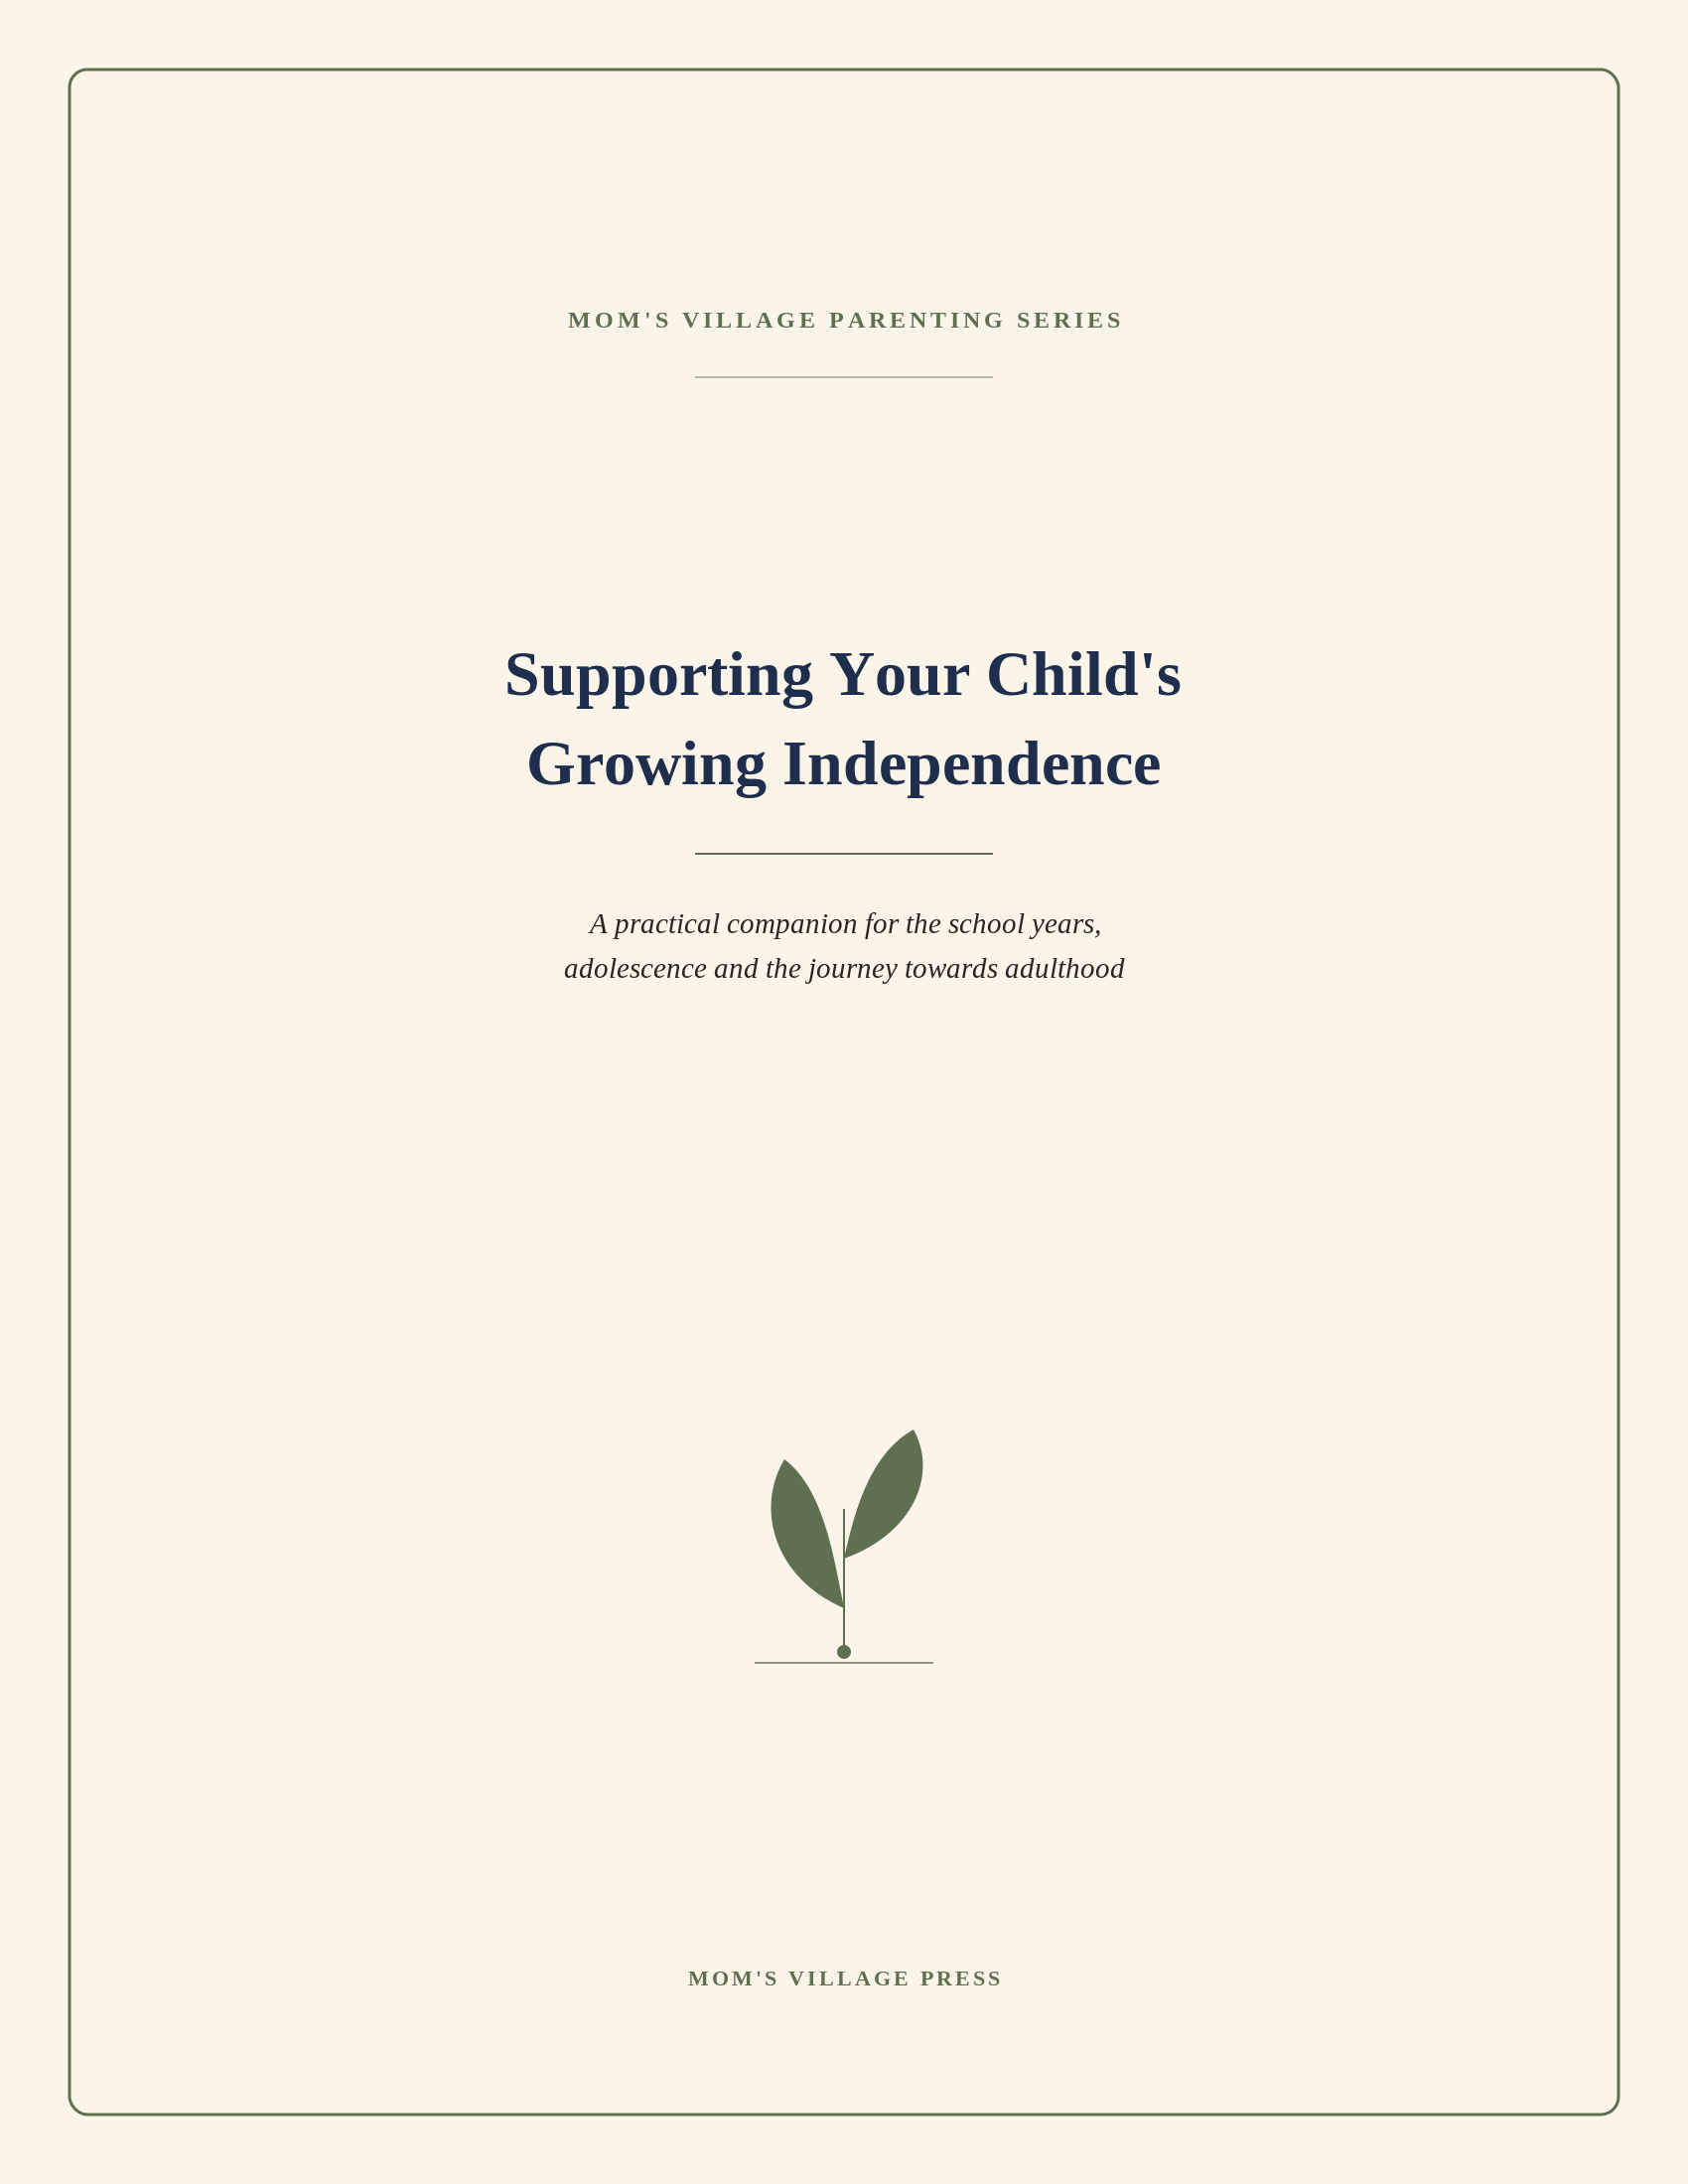 MOM'S VILLAGE PARENTING SERIES
Supporting Your Child's
Growing Independence
A practical companion for the school years,
adolescence and the journey towards adulthood
MOM'S VILLAGE PRESS